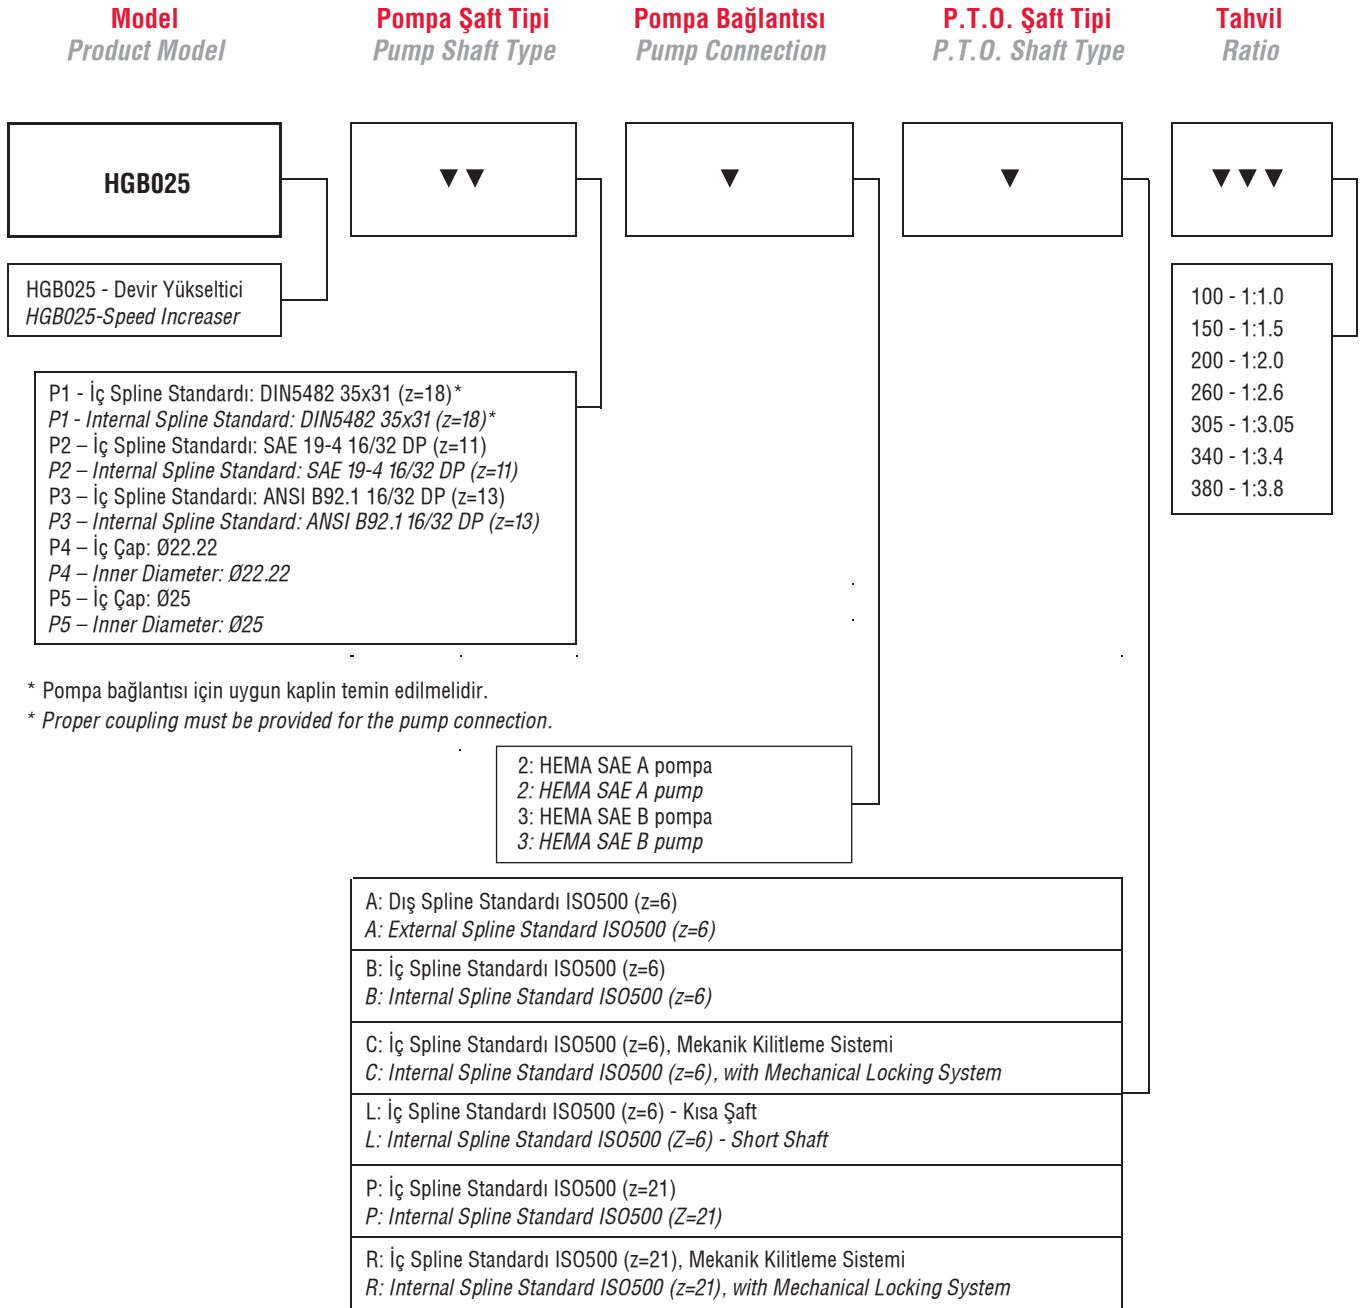 Model
Product Model
Pompa Şaft Tipi
Pump Shaft Type
Pompa Bağlantısı
Pump Connection
P.T.O. Şaft Tipi
P.T.O. Shaft Type
Tahvil
Ratio
HGB025
▼▼
▼
▼
▼▼▼
HGB025 - Devir Yükseltici
HGB025-Speed Increaser
100 - 1:1.0
150 - 1:1.5
200 - 1:2.0
260 - 1:2.6
305 - 1:3.05
340 - 1:3.4
380 - 1:3.8
P1 - İç Spline Standardı: DIN5482 35x31 (z=18)*
P1 - Internal Spline Standard: DIN5482 35x31 (z=18)*
P2 – İç Spline Standardı: SAE 19-4 16/32 DP (z=11)
P2 – Internal Spline Standard: SAE 19-4 16/32 DP (z=11)
P3 – İç Spline Standardı: ANSI B92.1 16/32 DP (z=13)
P3 – Internal Spline Standard: ANSI B92.1 16/32 DP (z=13)
P4 – İç Çap: Ø22.22
P4 – Inner Diameter: Ø22.22
P5 – İç Çap: Ø25
P5 – Inner Diameter: Ø25
* Pompa bağlantısı için uygun kaplin temin edilmelidir.
* Proper coupling must be provided for the pump connection.
2: HEMA SAE A pompa
2: HEMA SAE A pump
3: HEMA SAE B pompa
3: HEMA SAE B pump
A: Dış Spline Standardı ISO500 (z=6)
A: External Spline Standard ISO500 (z=6)
B: İç Spline Standardı ISO500 (z=6)
B: Internal Spline Standard ISO500 (z=6)
C: İç Spline Standardı ISO500 (z=6), Mekanik Kilitleme Sistemi
C: Internal Spline Standard ISO500 (z=6), with Mechanical Locking System
L: İç Spline Standardı ISO500 (z=6) - Kısa Şaft
L: Internal Spline Standard ISO500 (Z=6) - Short Shaft
P: İç Spline Standardı ISO500 (z=21)
P: Internal Spline Standard ISO500 (Z=21)
R: İç Spline Standardı ISO500 (z=21), Mekanik Kilitleme Sistemi
R: Internal Spline Standard ISO500 (z=21), with Mechanical Locking System